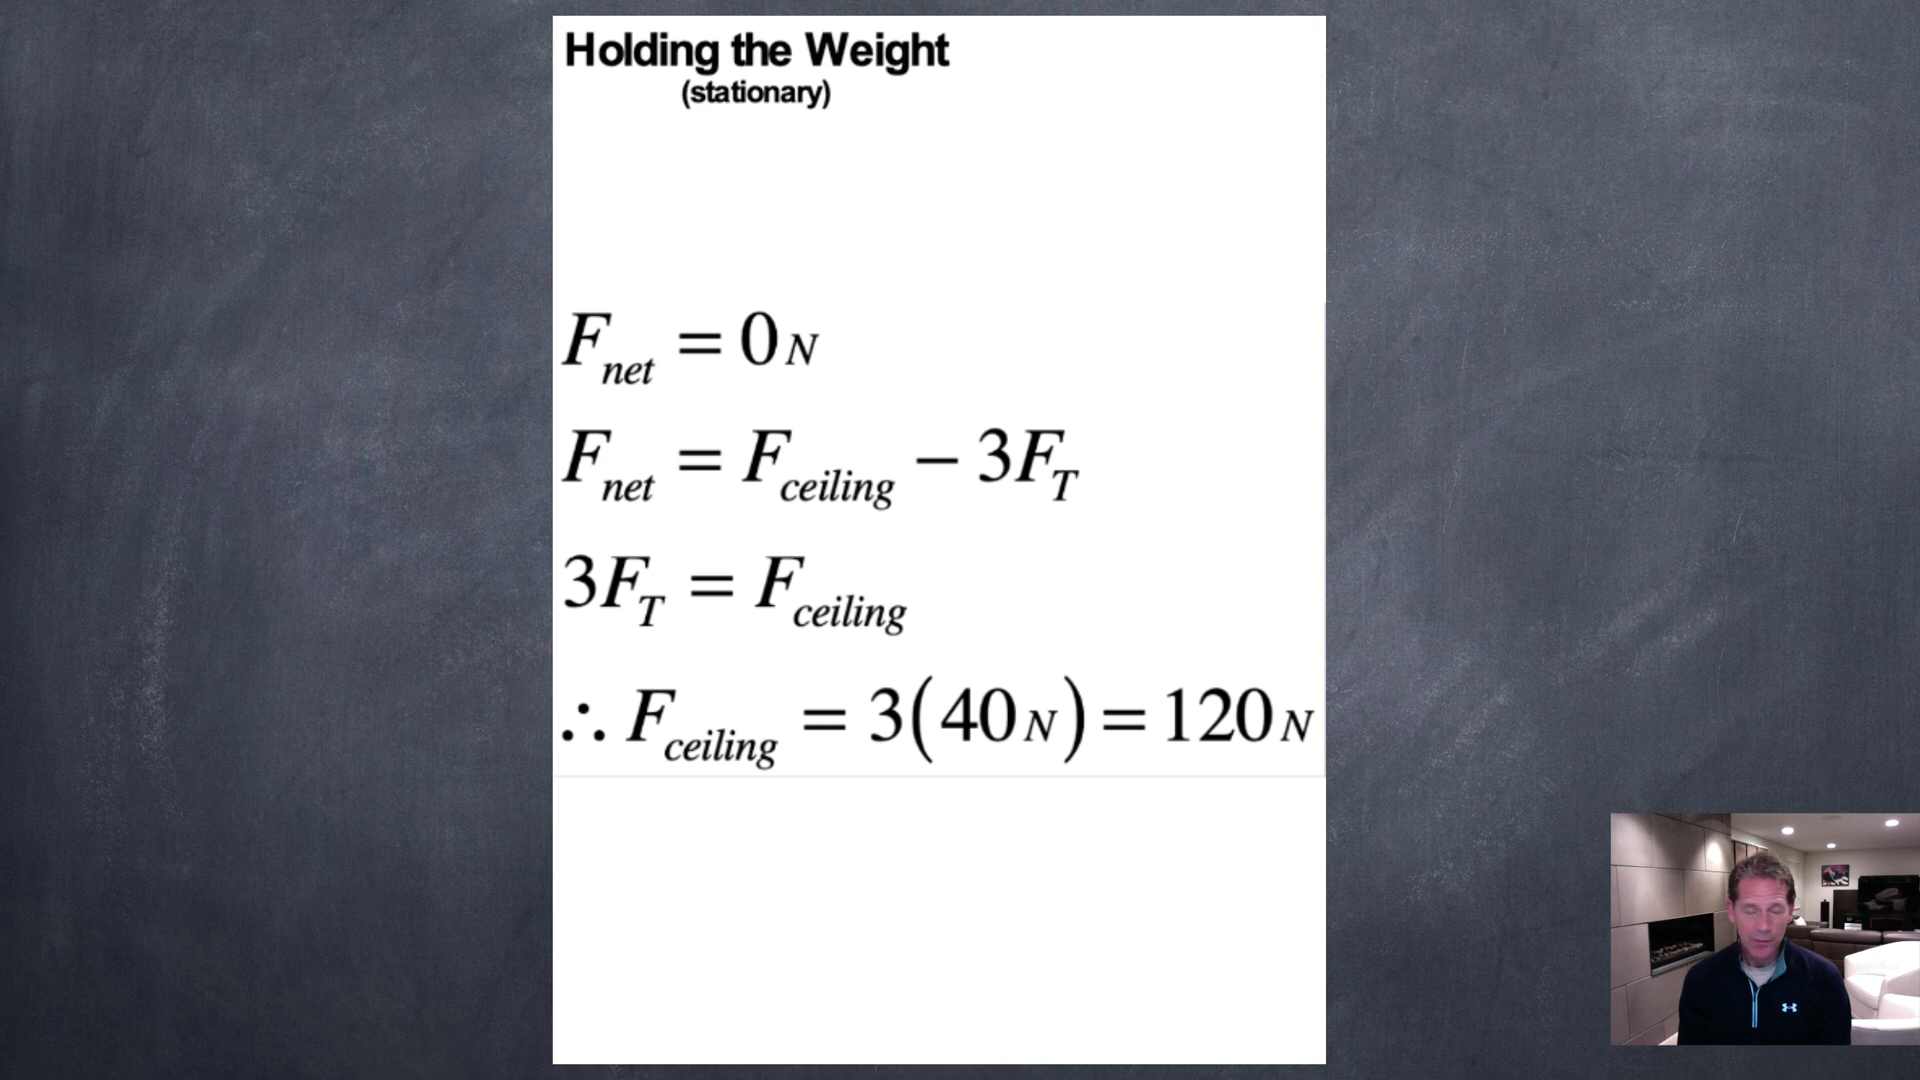 Holding the Weight
(stationary)
F_net = 0 N
F_net = F_ceiling − 3F_T
3F_T = F_ceiling
∴ F_ceiling = 3(40 N) = 120 N